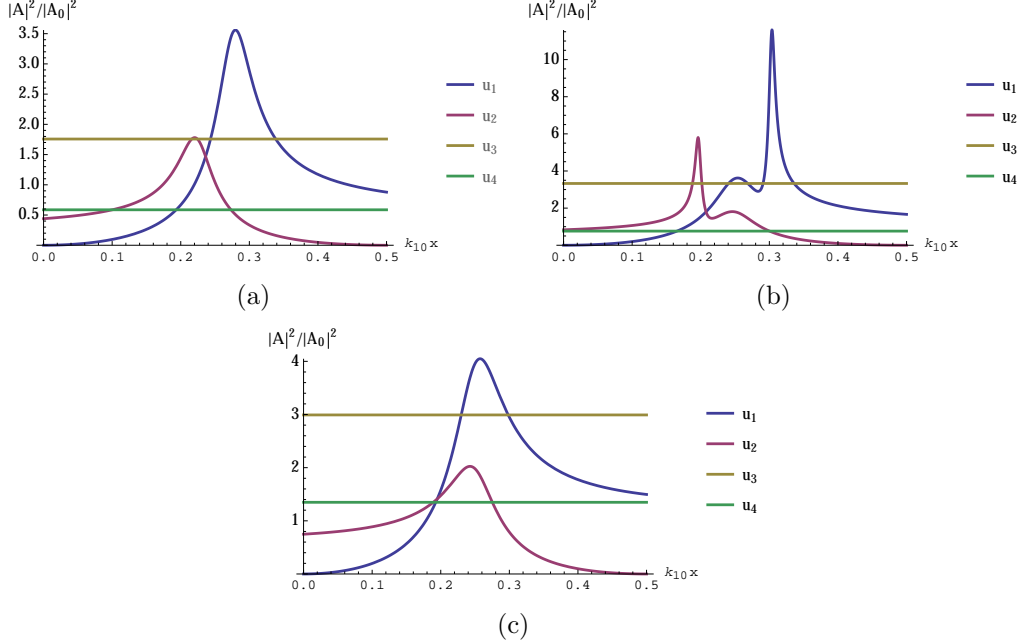 |A|²/|A₀|²
3.5
3.0
2.5
2.0
1.5
1.0
0.5
0.0 0.1 0.2 0.3 0.4 0.5
k₁₀x
u₁
u₂
u₃
u₄
(a)
|A|²/|A₀|²
10
8
6
4
2
0.0 0.1 0.2 0.3 0.4 0.5
k₁₀x
u₁
u₂
u₃
u₄
(b)
|A|²/|A₀|²
4
3
2
1
0.0 0.1 0.2 0.3 0.4 0.5
k₁₀x
u₁
u₂
u₃
u₄
(c)